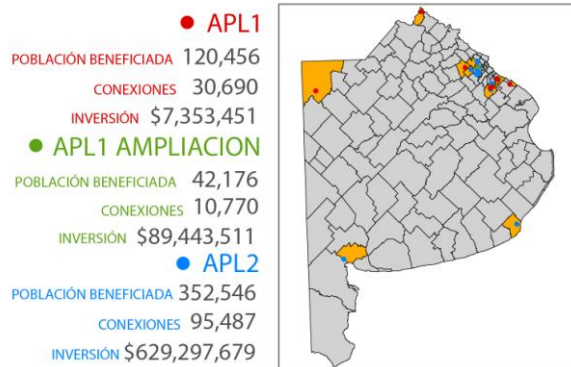 APL1
POBLACIÓN BENEFICIADA 120,456
CONEXIONES 30,690
INVERSIÓN $7,353,451
APL1 AMPLIACION
POBLACIÓN BENEFICIADA 42,176
CONEXIONES 10,770
INVERSIÓN $89,443,511
APL2
POBLACIÓN BENEFICIADA 352,546
CONEXIONES 95,487
INVERSIÓN $629,297,679